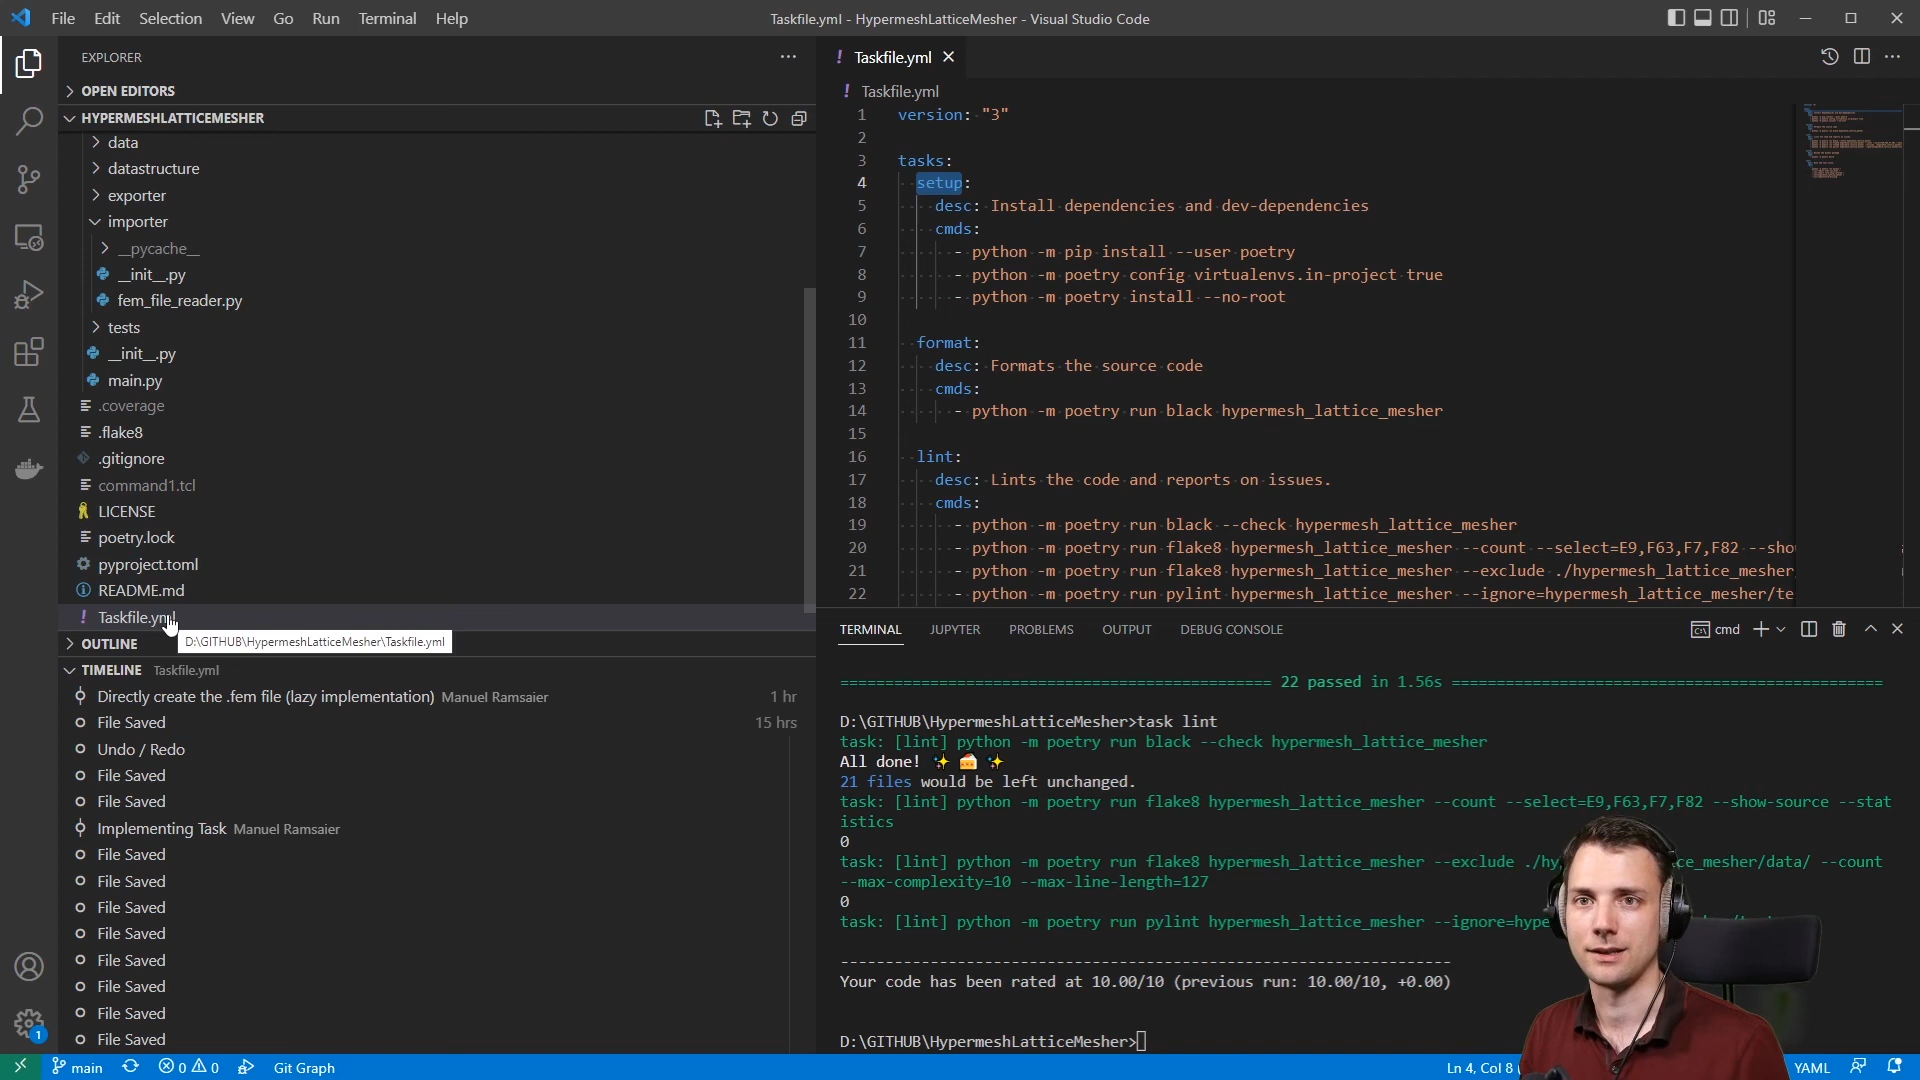 File Edit Selection View Go Run Terminal Help
Taskfile.yml - HypermeshLatticeMesher - Visual Studio Code
EXPLORER
OPEN EDITORS
HYPERMESHLATTICEMESHER
data
datastructure
exporter
importer
__pycache__
__init__.py
fem_file_reader.py
tests
__init__.py
main.py
.coverage
.flake8
.gitignore
command1.tcl
LICENSE
poetry.lock
pyproject.toml
README.md
Taskfile.yml
D:\GITHUB\HypermeshLatticeMesher\Taskfile.yml
OUTLINE
TIMELINE Taskfile.yml
Directly create the .fem file (lazy implementation) Manuel Ramsaier 1 hr
File Saved 15 hrs
Undo / Redo
File Saved
File Saved
Implementing Task Manuel Ramsaier
File Saved
File Saved
File Saved
File Saved
File Saved
File Saved
File Saved
File Saved
Taskfile.yml
Taskfile.yml
1 version: "3"
2
3 tasks:
4 setup:
5 desc: Install dependencies and dev-dependencies
6 cmds:
7 - python -m pip install --user poetry
8 - python -m poetry config virtualenvs.in-project true
9 - python -m poetry install --no-root
10
11 format:
12 desc: Formats the source code
13 cmds:
14 - python -m poetry run black hypermesh_lattice_mesher
15
16 lint:
17 desc: Lints the code and reports on issues.
18 cmds:
19 - python -m poetry run black --check hypermesh_lattice_mesher
20 - python -m poetry run flake8 hypermesh_lattice_mesher --count --select=E9,F63,F7,F82 --sho
21 - python -m poetry run flake8 hypermesh_lattice_mesher --exclude ./hypermesh_lattice_mesher/
22 - python -m poetry run pylint hypermesh_lattice_mesher --ignore=hypermesh_lattice_mesher/te
TERMINAL JUPYTER PROBLEMS OUTPUT DEBUG CONSOLE
cmd
=============================================== 22 passed in 1.56s ===============================================
D:\GITHUB\HypermeshLatticeMesher>task lint
task: [lint] python -m poetry run black --check hypermesh_lattice_mesher
All done! ✨ 🍰 ✨
21 files would be left unchanged.
task: [lint] python -m poetry run flake8 hypermesh_lattice_mesher --count --select=E9,F63,F7,F82 --show-source --stat
istics
0
task: [lint] python -m poetry run flake8 hypermesh_lattice_mesher --exclude ./hy ce_mesher/data/ --count
--max-complexity=10 --max-line-length=127
0
task: [lint] python -m poetry run pylint hypermesh_lattice_mesher --ignore=hype
------------------------------------------------------------------
Your code has been rated at 10.00/10 (previous run: 10.00/10, +0.00)
D:\GITHUB\HypermeshLatticeMesher>
1
main 0 0 Git Graph
Ln 4, Col 8
YAML